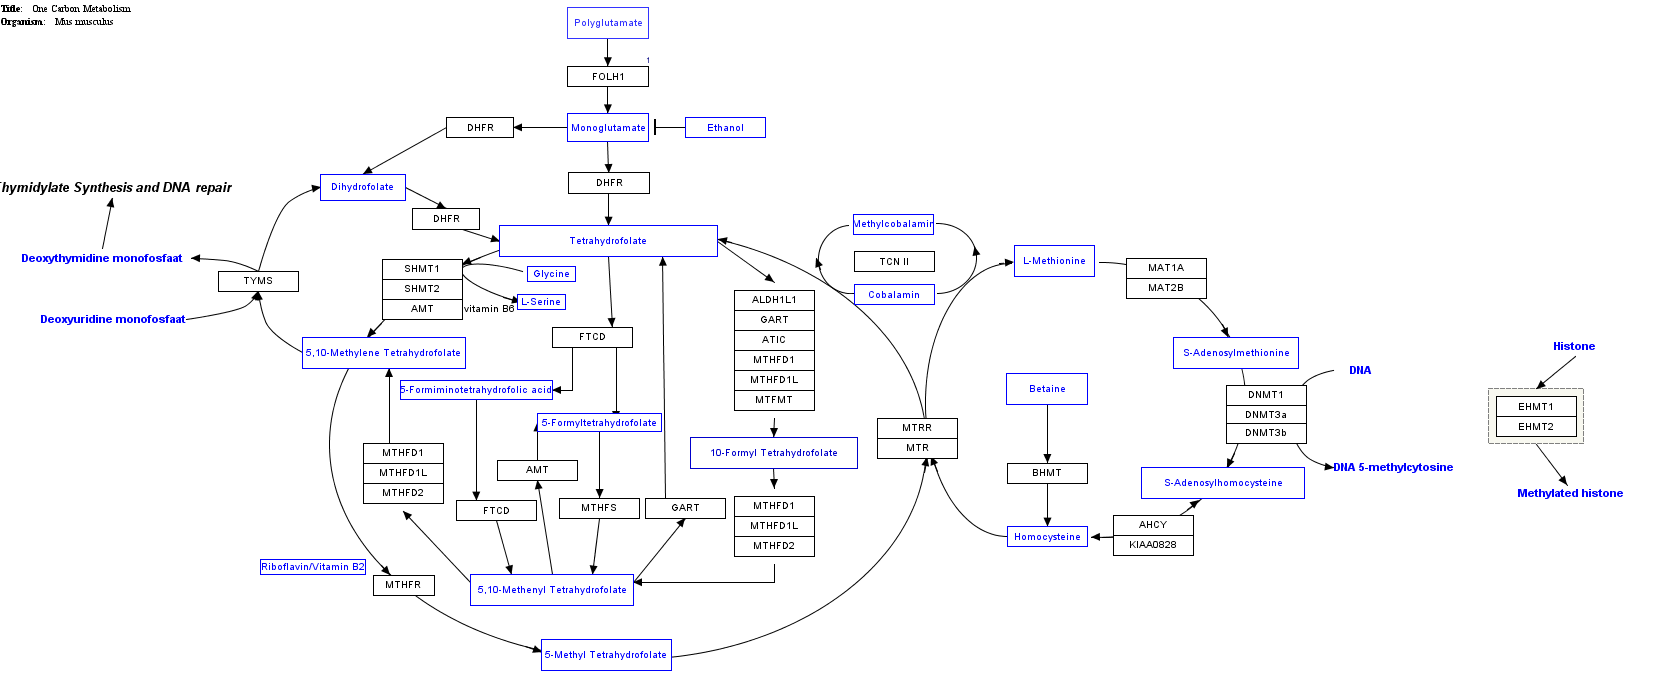 Title: One Carbon Metabolism
Organism: Mus musculus
Polyglutamate
1
FOLH1
DHFR
Monoglutamate
Ethanol
hymidylate Synthesis and DNA repair
Dihydrofolate
DHFR
DHFR
Tetrahydrofolate
Methylcobalamin
TCN II
Cobalamin
L-Methionine
MAT1A
MAT2B
Deoxythymidine monofosfaat
TYMS
SHMT1
SHMT2
AMT
Glycine
L-Serine
vitamin B6
Deoxyuridine monofosfaat
ALDH1L1
GART
ATIC
MTHFD1
MTHFD1L
MTFMT
FTCD
5,10-Methylene Tetrahydrofolate
S-Adenosylmethionine
Histone
DNA
5-Formiminotetrahydrofolic acid
Betaine
DNMT1
DNMT3a
DNMT3b
EHMT1
EHMT2
5-Formyltetrahydrofolate
MTRR
MTR
MTHFD1
MTHFD1L
MTHFD2
10-Formyl Tetrahydrofolate
AMT
BHMT
DNA 5-methylcytosine
S-Adenosylhomocysteine
Methylated histone
FTCD
MTHFS
GART
MTHFD1
MTHFD1L
MTHFD2
Homocysteine
AHCY
KIAA0828
Riboflavin/Vitamin B2
MTHFR
5,10-Methenyl Tetrahydrofolate
5-Methyl Tetrahydrofolate